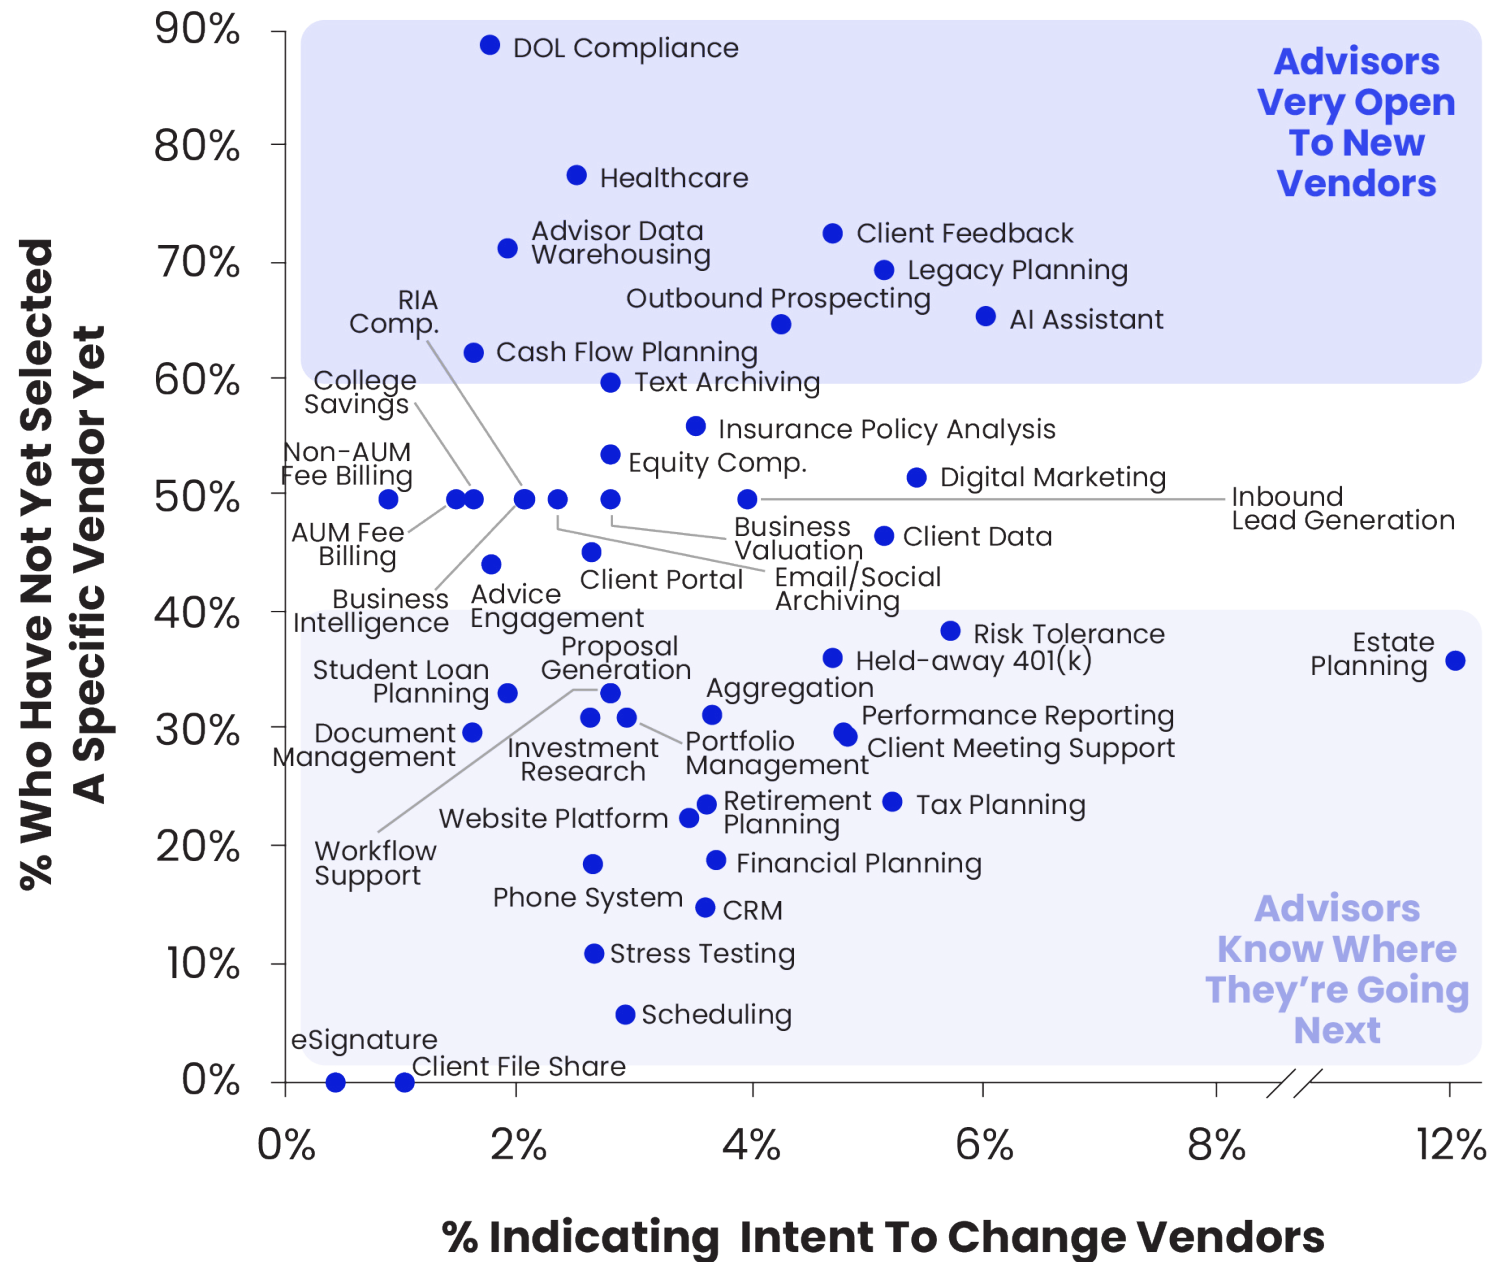 90%
80%
70%
60%
50%
40%
30%
20%
10%
0%
% Who Have Not Yet Selected
A Specific Vendor Yet
Advisors
Very Open
To New
Vendors
DOL Compliance
Healthcare
Advisor Data
Warehousing
Client Feedback
Legacy Planning
Outbound Prospecting
AI Assistant
RIA
Comp.
Cash Flow Planning
College
Savings
Text Archiving
Insurance Policy Analysis
Non-AUM
Fee Billing
Equity Comp.
Digital Marketing
Inbound
Lead Generation
AUM Fee
Billing
Business
Valuation
Client Data
Client Portal
Email/Social
Archiving
Business
Intelligence
Advice
Engagement
Risk Tolerance
Estate
Planning
Proposal
Generation
Held-away 401(k)
Student Loan
Planning
Aggregation
Performance Reporting
Document
Management
Investment
Research
Portfolio
Management
Client Meeting Support
Retirement
Planning
Tax Planning
Website Platform
Workflow
Support
Financial Planning
Phone System
CRM
Stress Testing
Scheduling
Advisors
Know Where
They're Going
Next
eSignature
Client File Share
0%
2%
4%
6%
8%
12%
% Indicating Intent To Change Vendors